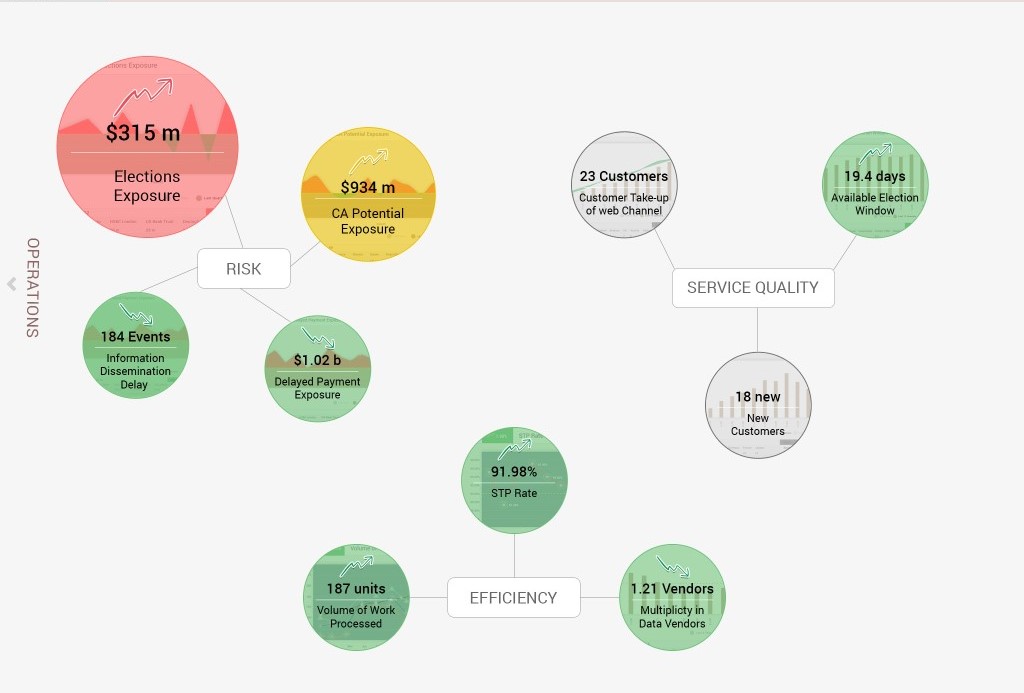 OPERATIONS
$315 m
Elections
Exposure
$934 m
CA Potential
Exposure
RISK
184 Events
Information
Dissemination
Delay
$1.02 b
Delayed Payment
Exposure
23 Customers
Customer Take-up
of web Channel
19.4 days
Available Election
Window
SERVICE QUALITY
18 new
New
Customers
91.98%
STP Rate
187 units
Volume of Work
Processed
EFFICIENCY
1.21 Vendors
Multiplicty in
Data Vendors